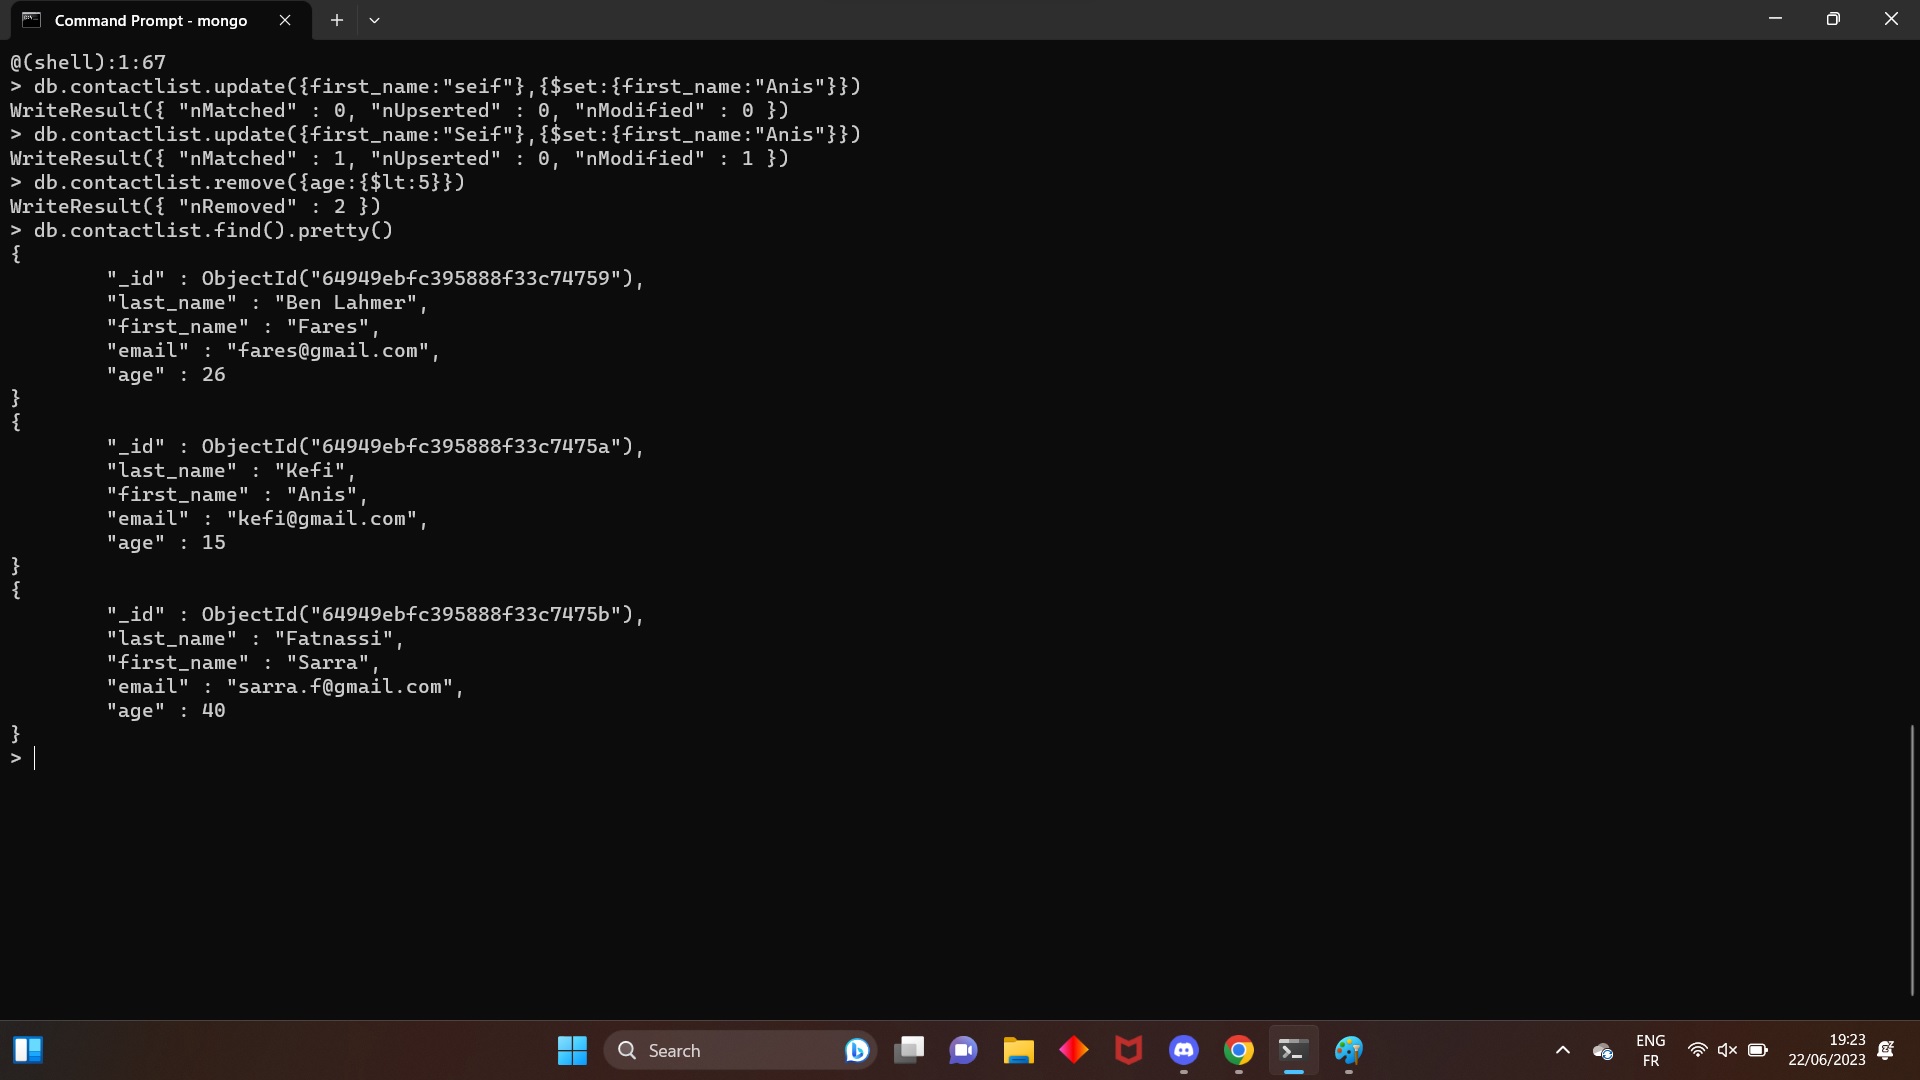 Command Prompt - mongo
@(shell):1:67
> db.contactlist.update({first_name:"seif"},{$set:{first_name:"Anis"}})
WriteResult({ "nMatched" : 0, "nUpserted" : 0, "nModified" : 0 })
> db.contactlist.update({first_name:"Seif"},{$set:{first_name:"Anis"}})
WriteResult({ "nMatched" : 1, "nUpserted" : 0, "nModified" : 1 })
> db.contactlist.remove({age:{$lt:5}})
WriteResult({ "nRemoved" : 2 })
> db.contactlist.find().pretty()
{
"_id" : ObjectId("64949ebfc395888f33c74759"),
"last_name" : "Ben Lahmer",
"first_name" : "Fares",
"email" : "fares@gmail.com",
"age" : 26
}
{
"_id" : ObjectId("64949ebfc395888f33c7475a"),
"last_name" : "Kefi",
"first_name" : "Anis",
"email" : "kefi@gmail.com",
"age" : 15
}
{
"_id" : ObjectId("64949ebfc395888f33c7475b"),
"last_name" : "Fatnassi",
"first_name" : "Sarra",
"email" : "sarra.f@gmail.com",
"age" : 40
}
>
Search
ENG
FR
19:23
22/06/2023